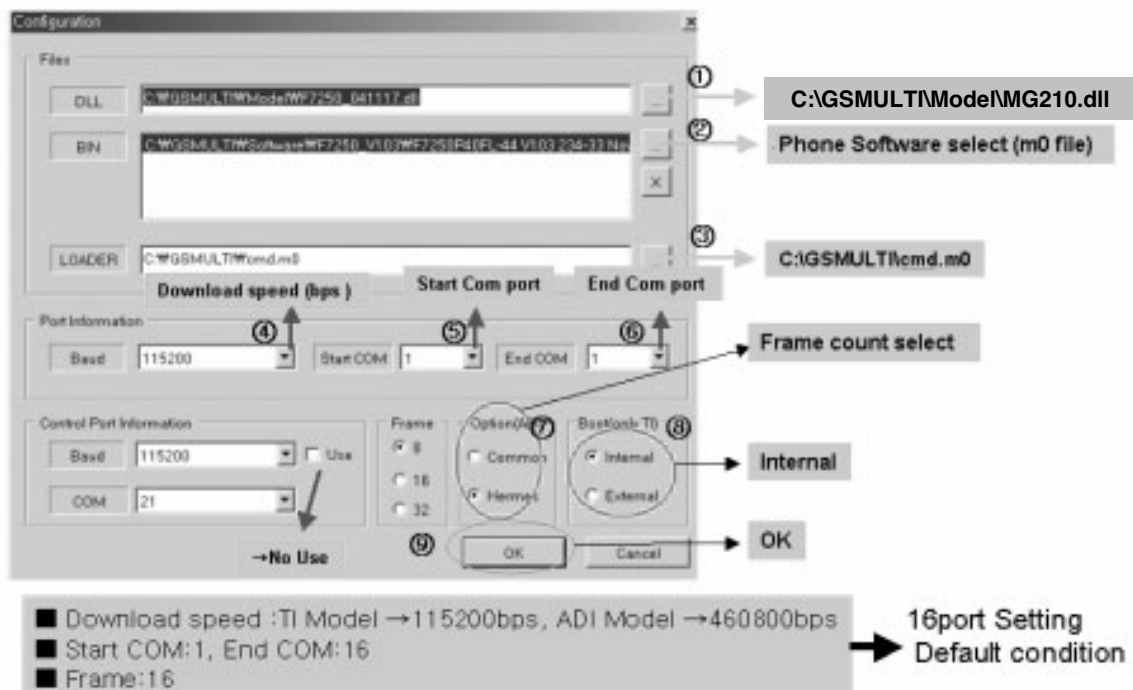 Configuration
Files
①
DLL
C:₩GSMULTI₩Model₩F7250_041117.dll
...
C:\GSMULTI\Model\MG210.dll
②
BIN
...
Phone Software select (m0 file)
X
③
LOADER
C:₩GSMULTI₩cmd.m0
...
C:\GSMULTI\cmd.m0
Download speed (bps )
Start Com port
End Com port
Port Information
④
⑤
⑥
Baud
115200
Start COM
1
End COM
1
Frame count select
Control Port Information
Frame
⑦
Boot(only TI)
⑧
Baud
115200
Use
8
Common
Internal
Internal
16
COM
21
Hermes
External
32
→No Use
⑨
OK
Cancel
OK
■ Download speed :TI Model →115200bps, ADI Model →460800bps
■ Start COM:1, End COM:16
■ Frame:16
16port Setting
Default condition